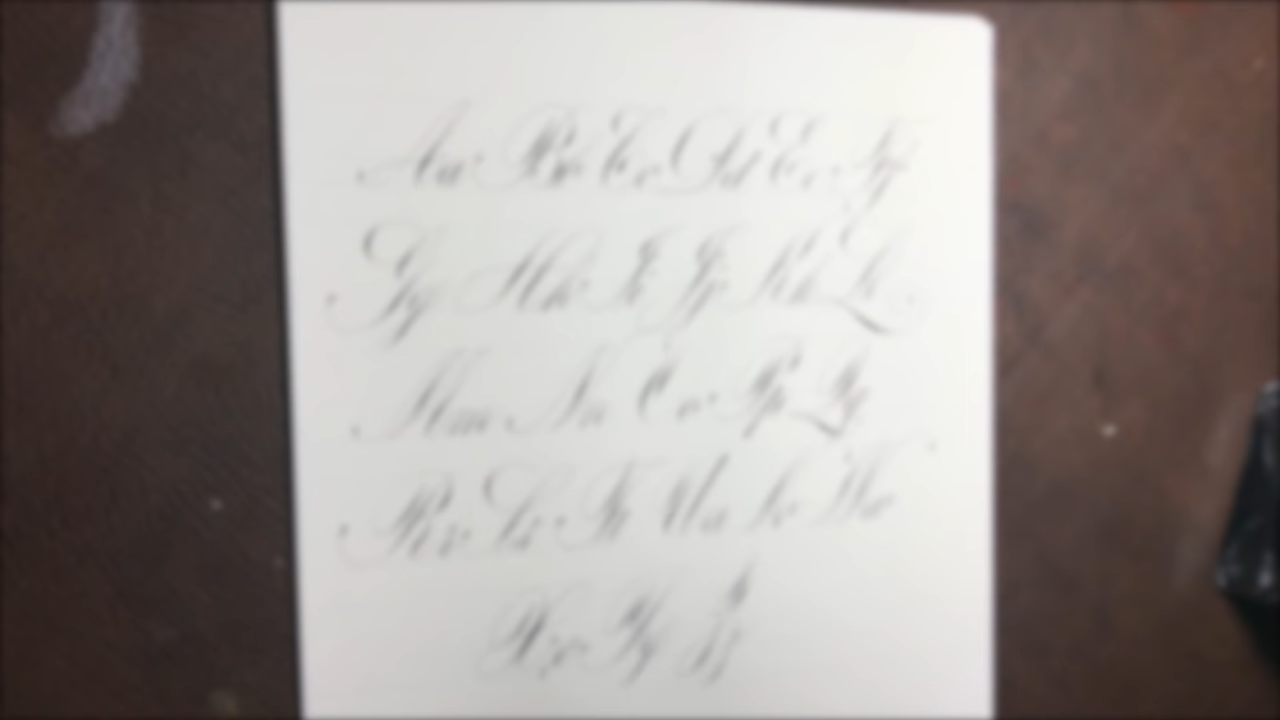 Aa Bb Cc Dd Ee Ff
Gg Hh Ii Jj Kk Ll
Mm Nn Oo Pp Qq
Rr Ss Tt Uu Vv Ww
Xx Yy Zz